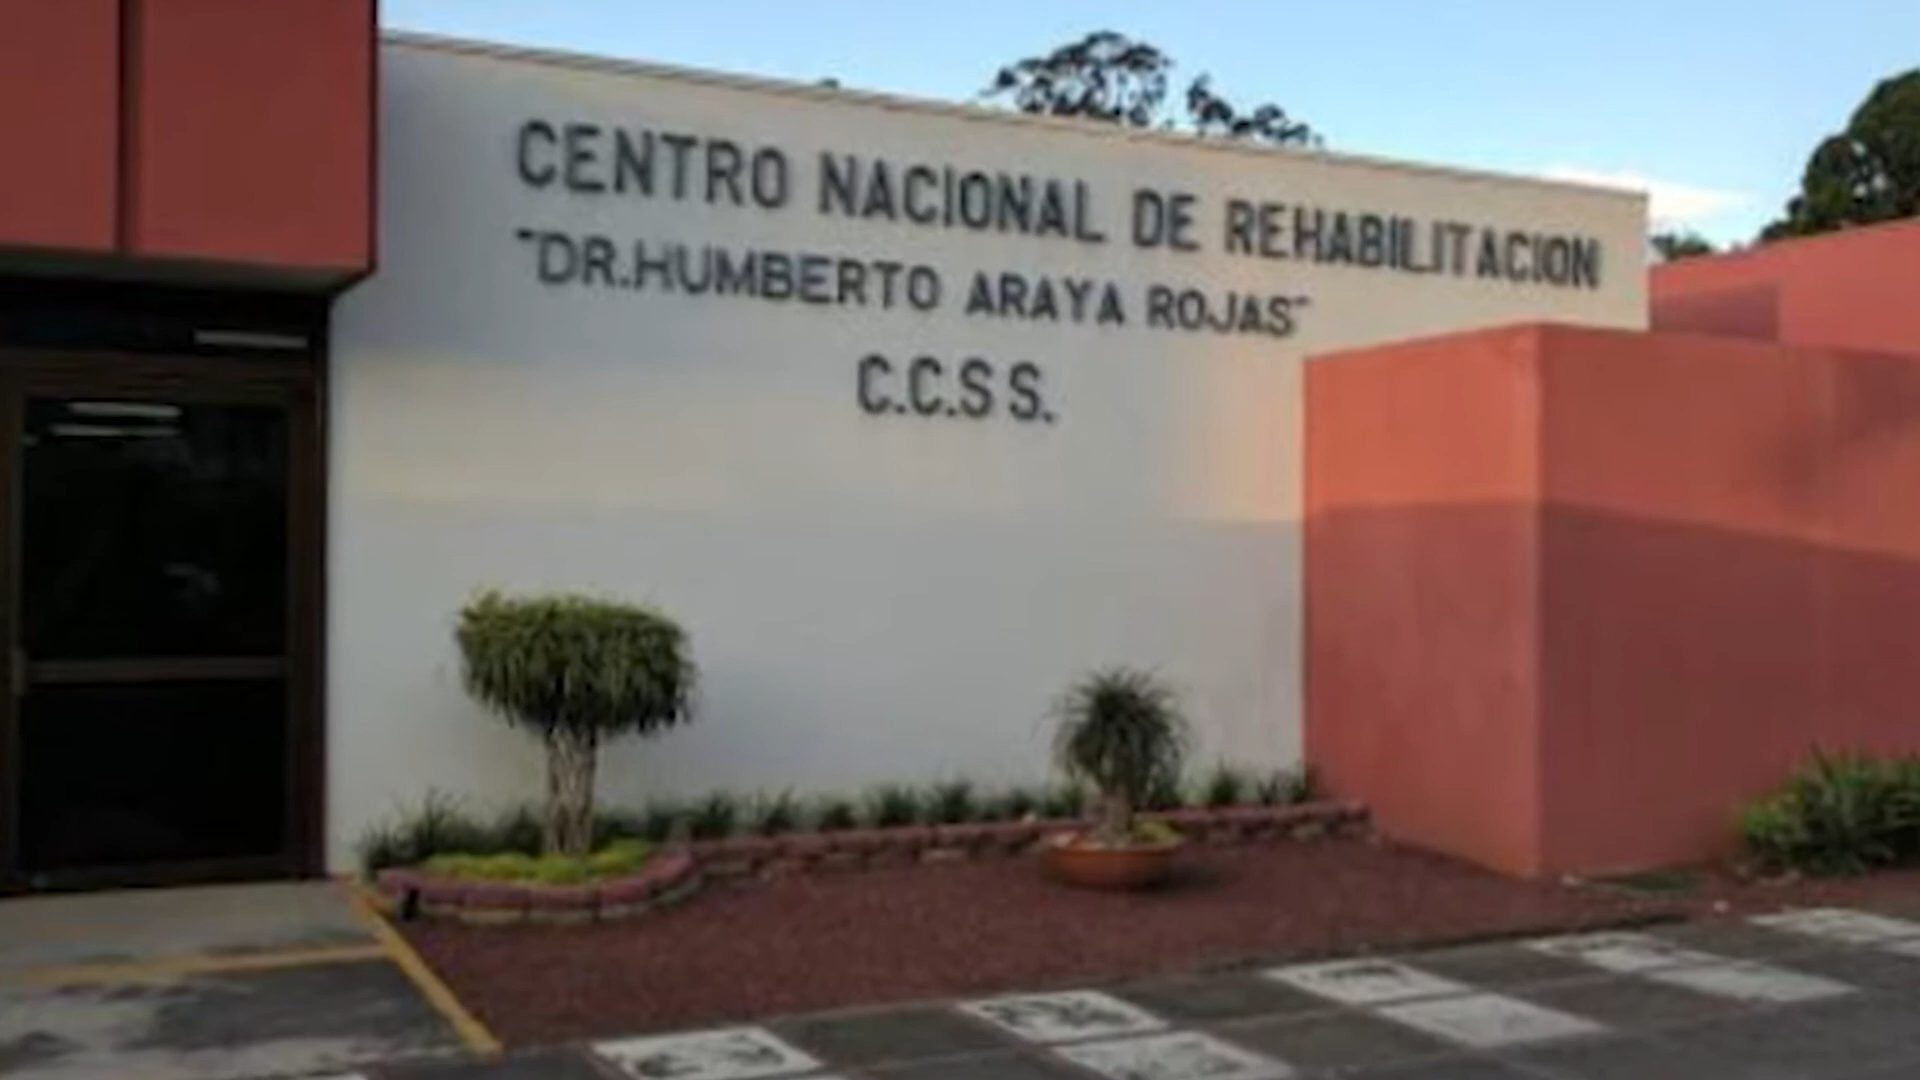 CENTRO NACIONAL DE REHABILITACION
"DR.HUMBERTO ARAYA ROJAS"
C.C.S S.